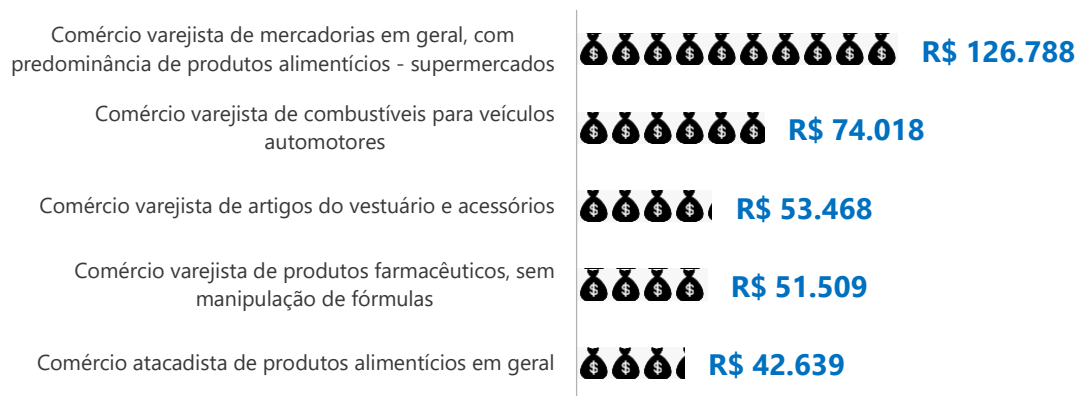 Comércio varejista de mercadorias em geral, com
predominância de produtos alimentícios - supermercados
R$ 126.788
Comércio varejista de combustíveis para veículos
automotores
R$ 74.018
Comércio varejista de artigos do vestuário e acessórios
R$ 53.468
Comércio varejista de produtos farmacêuticos, sem
manipulação de fórmulas
R$ 51.509
Comércio atacadista de produtos alimentícios em geral
R$ 42.639